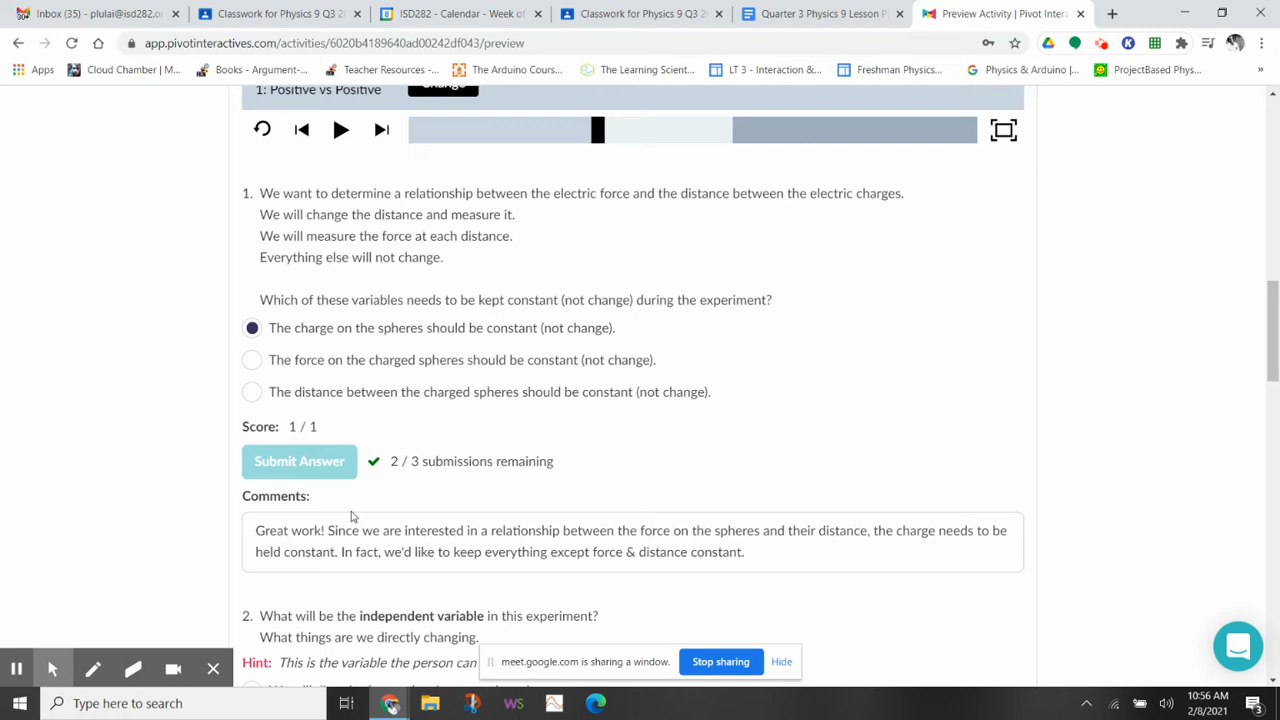 Inbox (35) - plulai@isd282.or
Classwork for Physics 9 Q3 2
ISD282 - Calendar - Week of
Classwork for Physics 9 Q3 2
Quarter 3 Physics 9 Lesson P
Preview Activity | Pivot Intera
app.pivotinteractives.com/activities/6020b4189640ad00242df043/preview
Apps
Cloud Chamber | M...
Books - Argument-...
Teacher Resources -...
The Arduino Cours...
The Learning Scient...
LT 3 - Interaction &...
Freshman Physics...
Physics & Arduino |...
ProjectBased Phys...
1: Positive vs Positive
Change
1. We want to determine a relationship between the electric force and the distance between the electric charges.
We will change the distance and measure it.
We will measure the force at each distance.
Everything else will not change.
Which of these variables needs to be kept constant (not change) during the experiment?
The charge on the spheres should be constant (not change).
The force on the charged spheres should be constant (not change).
The distance between the charged spheres should be constant (not change).
Score: 1 / 1
Submit Answer
2 / 3 submissions remaining
Comments:
Great work! Since we are interested in a relationship between the force on the spheres and their distance, the charge needs to be
held constant. In fact, we'd like to keep everything except force & distance constant.
2. What will be the independent variable in this experiment?
What things are we directly changing.
Hint: This is the variable the person can
meet.google.com is sharing a window.
Stop sharing
Hide
Type here to search
10:56 AM
2/8/2021